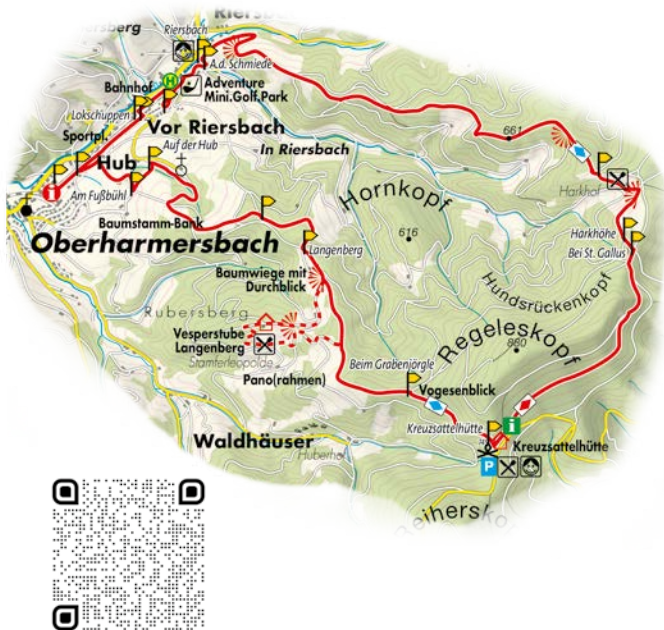 Riersbach
Riersbach
A.d. Schmiede
Bahnhof
H
Adventure
Mini.Golf.Park
Lokschuppen
Sportpl.
Vor Riersbach
661
Hub
Auf der Hub
In Riersbach
Harkhof
i
Am Fußbühl
Hornkopf
Baumstamm-Bank
Oberharmersbach
616
Langenberg
Harkhöhe
Bei St. Gallus
Baumwiege mit
Durchblick
Hundsrückenkopf
Rubersberg
Vesperstube
Langenberg
Regeleskopf
Beim Grabenjörgle
Pano(rahmen)
Vogesenblick
Kreuzsattelhütte
i
Waldhäuser
Kreuzsattelhütte
Huberhof
P